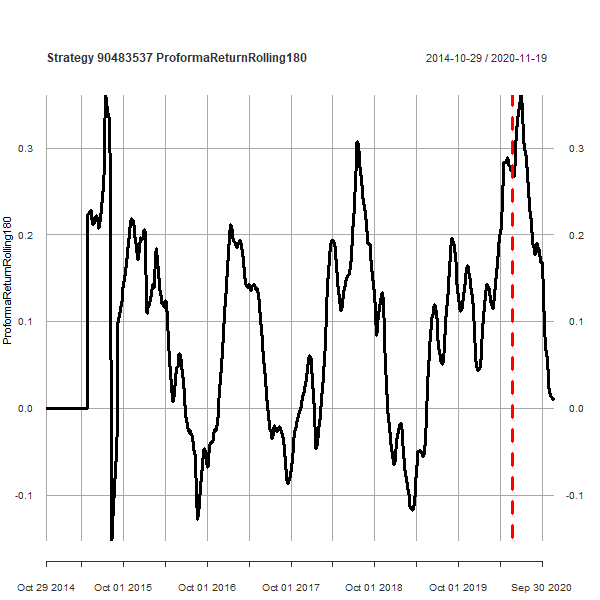 Strategy 90483537 ProformaReturnRolling180
2014-10-29 / 2020-11-19
ProformaReturnRolling180
0.3
0.2
0.1
0.0
-0.1
0.3
0.2
0.1
0.0
-0.1
Oct 29 2014
Oct 01 2015
Oct 01 2016
Oct 01 2017
Oct 01 2018
Oct 01 2019
Sep 30 2020